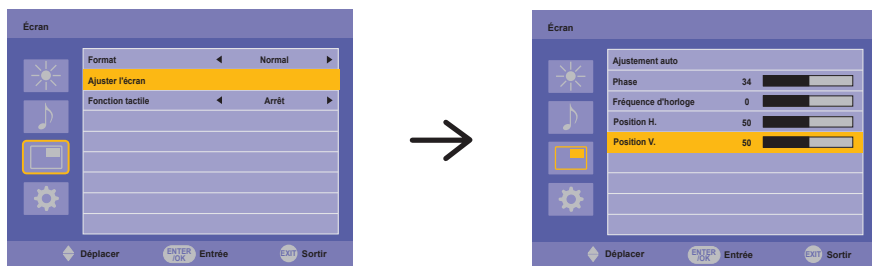 Écran
Format Normal
Ajuster l'écran
Fonction tactile Arrêt
Déplacer ENTER /OK Entrée EXIT Sortir
Écran
Ajustement auto
Phase 34
Fréquence d'horloge 0
Position H. 50
Position V. 50
Déplacer ENTER /OK Entrée EXIT Sortir